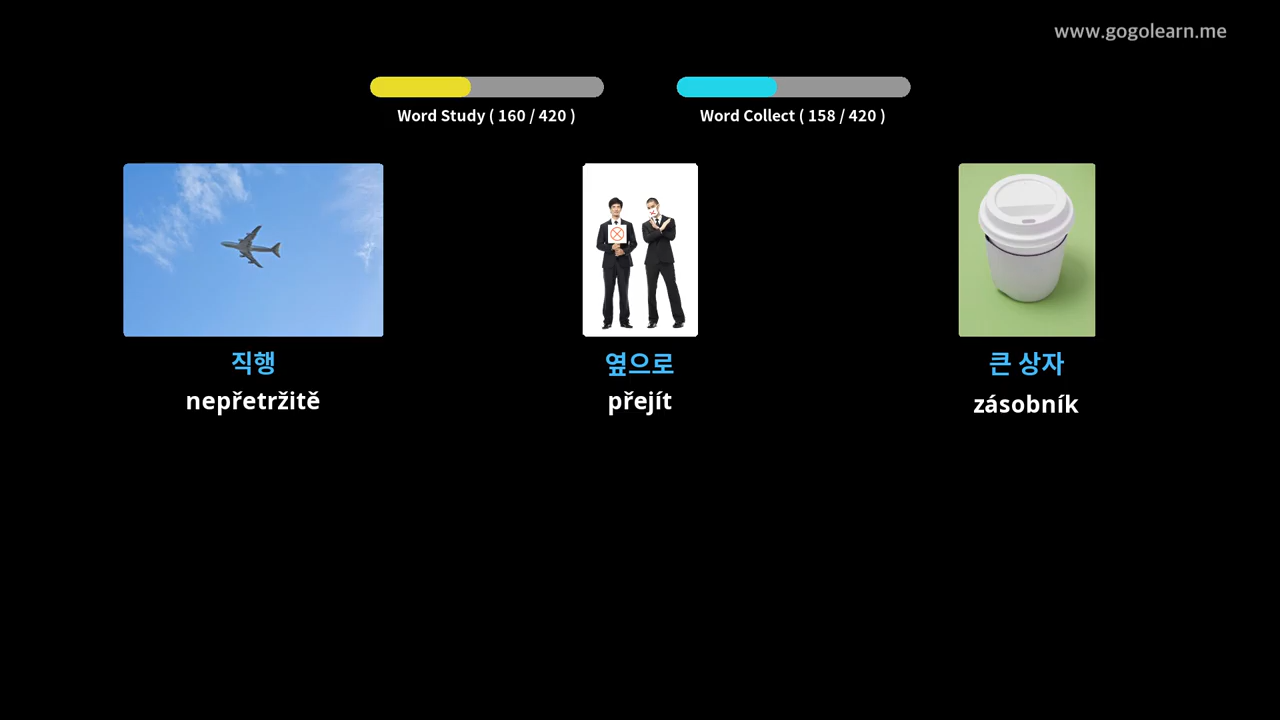 www.gogolearn.me
Word Study ( 160 / 420 )
Word Collect ( 158 / 420 )
직행
옆으로
큰 상자
nepřetržitě
přejít
zásobník